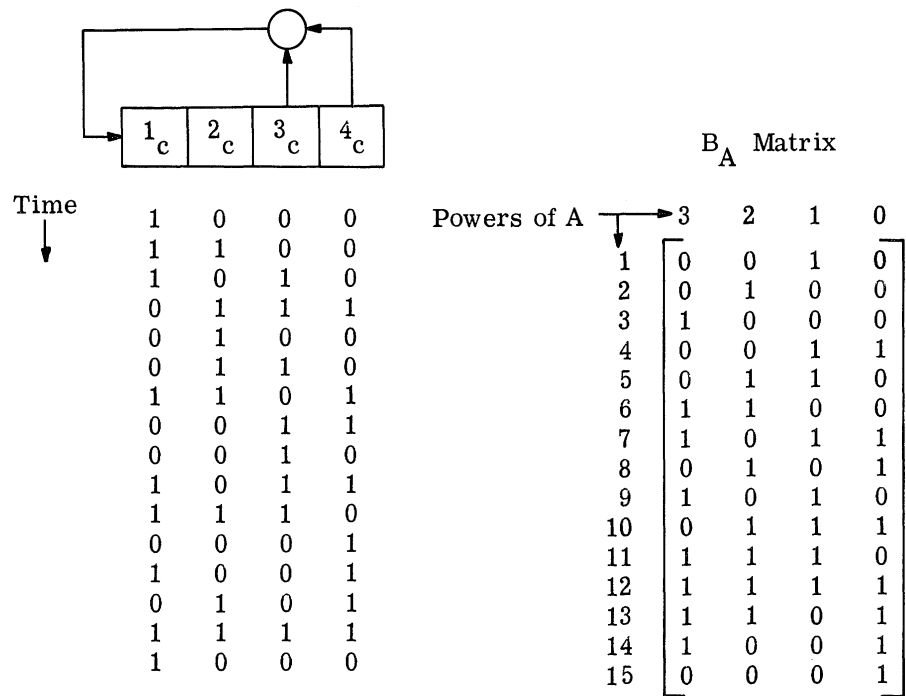 1c 2c 3c 4c
BA Matrix
Time
Powers of A 3 2 1 0
1 0 0 0
1 1 0 0
1 0 1 0
0 1 1 1
0 1 0 0
0 1 1 0
1 1 0 1
0 0 1 1
0 0 1 0
1 0 1 1
1 1 1 0
0 0 0 1
1 0 0 1
0 1 0 1
1 1 1 1
1 0 0 0
1 0 0 1 0
2 0 1 0 0
3 1 0 0 0
4 0 0 1 1
5 0 1 1 0
6 1 1 0 0
7 1 0 1 1
8 0 1 0 1
9 1 0 1 0
10 0 1 1 1
11 1 1 1 0
12 1 1 1 1
13 1 1 0 1
14 1 0 0 1
15 0 0 0 1